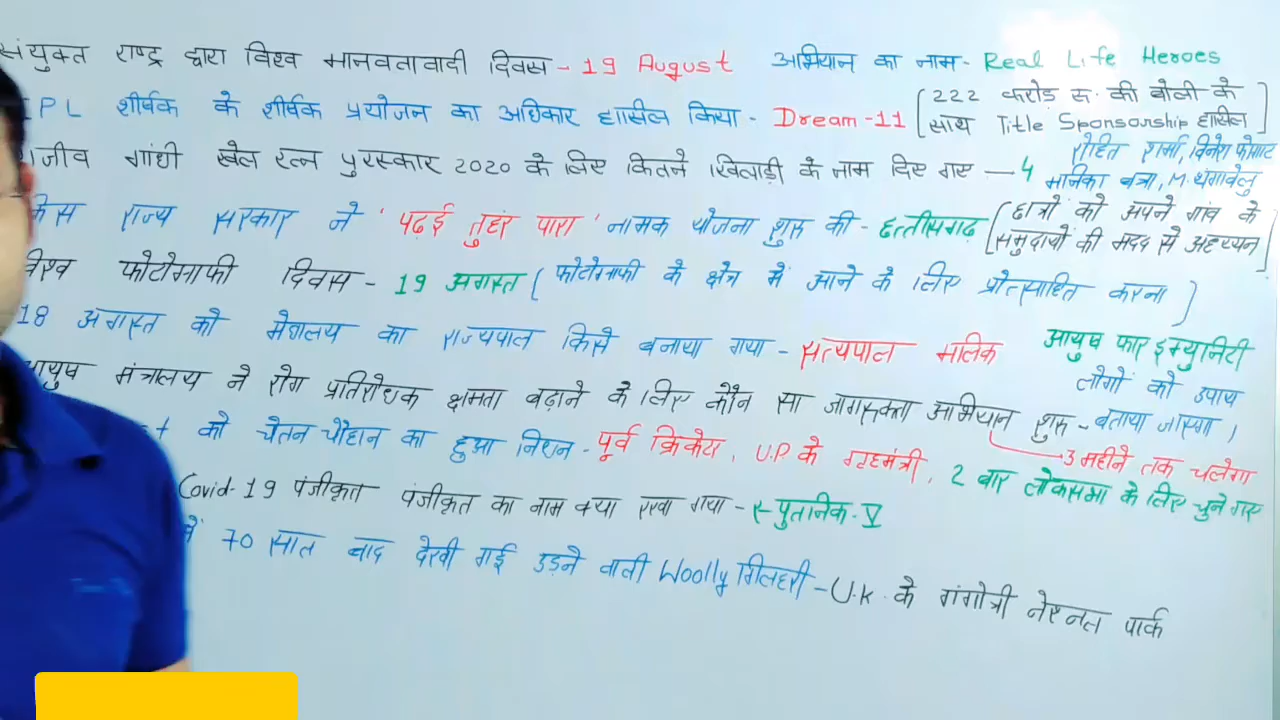 संयुक्त राष्ट्र द्वारा विश्व मानवतावादी दिवस - 19 August अभियान का नाम - Real Life Heroes
IPL शीर्षक के शीर्षक प्रयोजन का अधिकार हासिल किया - Dream-11 [222 करोड़ रु. की बोली के
साथ Title Sponsorship हासिल]
राजीव गांधी खेल रत्न पुरस्कार 2020 के लिए कितने खिलाड़ी के नाम दिए गए — 4 रोहित शर्मा, विनेश फोगाट
मनिका बत्रा, M. थंगावेलु
किस राज्य सरकार ने 'पढ़ई तुहर पारा' नामक योजना शुरू की - छत्तीसगढ़ [छात्रों को अपने गांव के
समुदायों की मदद से अध्ययन]
विश्व फोटोग्राफी दिवस - 19 अगस्त (फोटोग्राफी के क्षेत्र में आने के लिए प्रोत्साहित करना)
18 अगस्त को मेघालय का राज्यपाल किसे बनाया गया - सत्यपाल मलिक
आयुष मंत्रालय ने रोग प्रतिरोधक क्षमता बढ़ाने के लिए कौन सा जागरूकता अभियान शुरू - आयुष फार इम्युनिटी
लोगों को उपाय
बताया जाएगा,
3 महीने तक चलेगा
को चेतन चौहान का हुआ निधन - पूर्व क्रिकेटर, U.P के गृहमंत्री, 2 बार लोकसभा के लिए चुने गए
Covid-19 पंजीकृत पंजीकृत का नाम क्या रखा गया - स्पुतनिक-V
में 70 साल बाद देखी गई उड़ने वाली Woolly गिलहरी - U.K. के गंगोत्री नेशनल पार्क